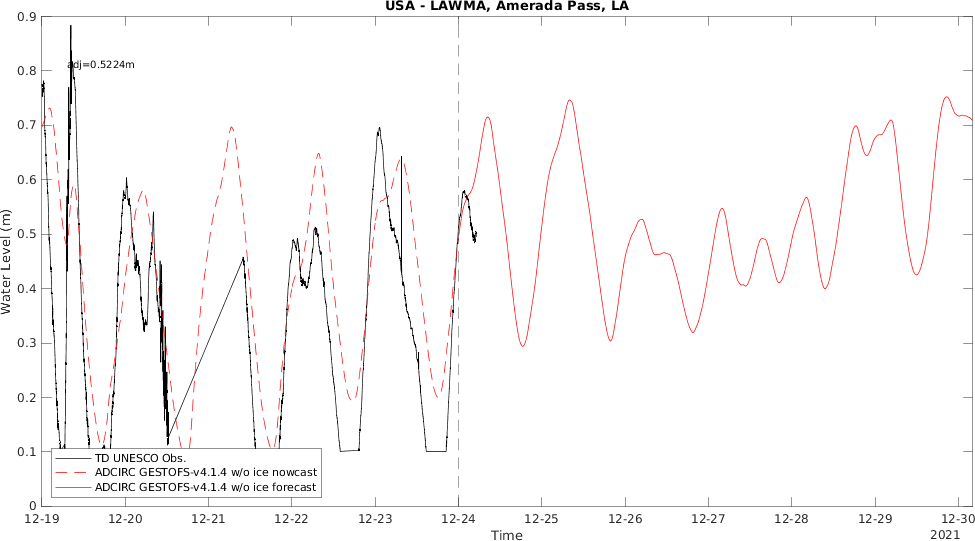 USA - LAWMA, Amerada Pass, LA
0.9
0.8
0.7
0.6
0.5
0.4
0.3
0.2
0.1
0
Water Level (m)
adj=0.5224m
TD UNESCO Obs.
ADCIRC GESTOFS-v4.1.4 w/o ice nowcast
ADCIRC GESTOFS-v4.1.4 w/o ice forecast
12-19 12-20 12-21 12-22 12-23 12-24 12-25 12-26 12-27 12-28 12-29 12-30
Time
2021